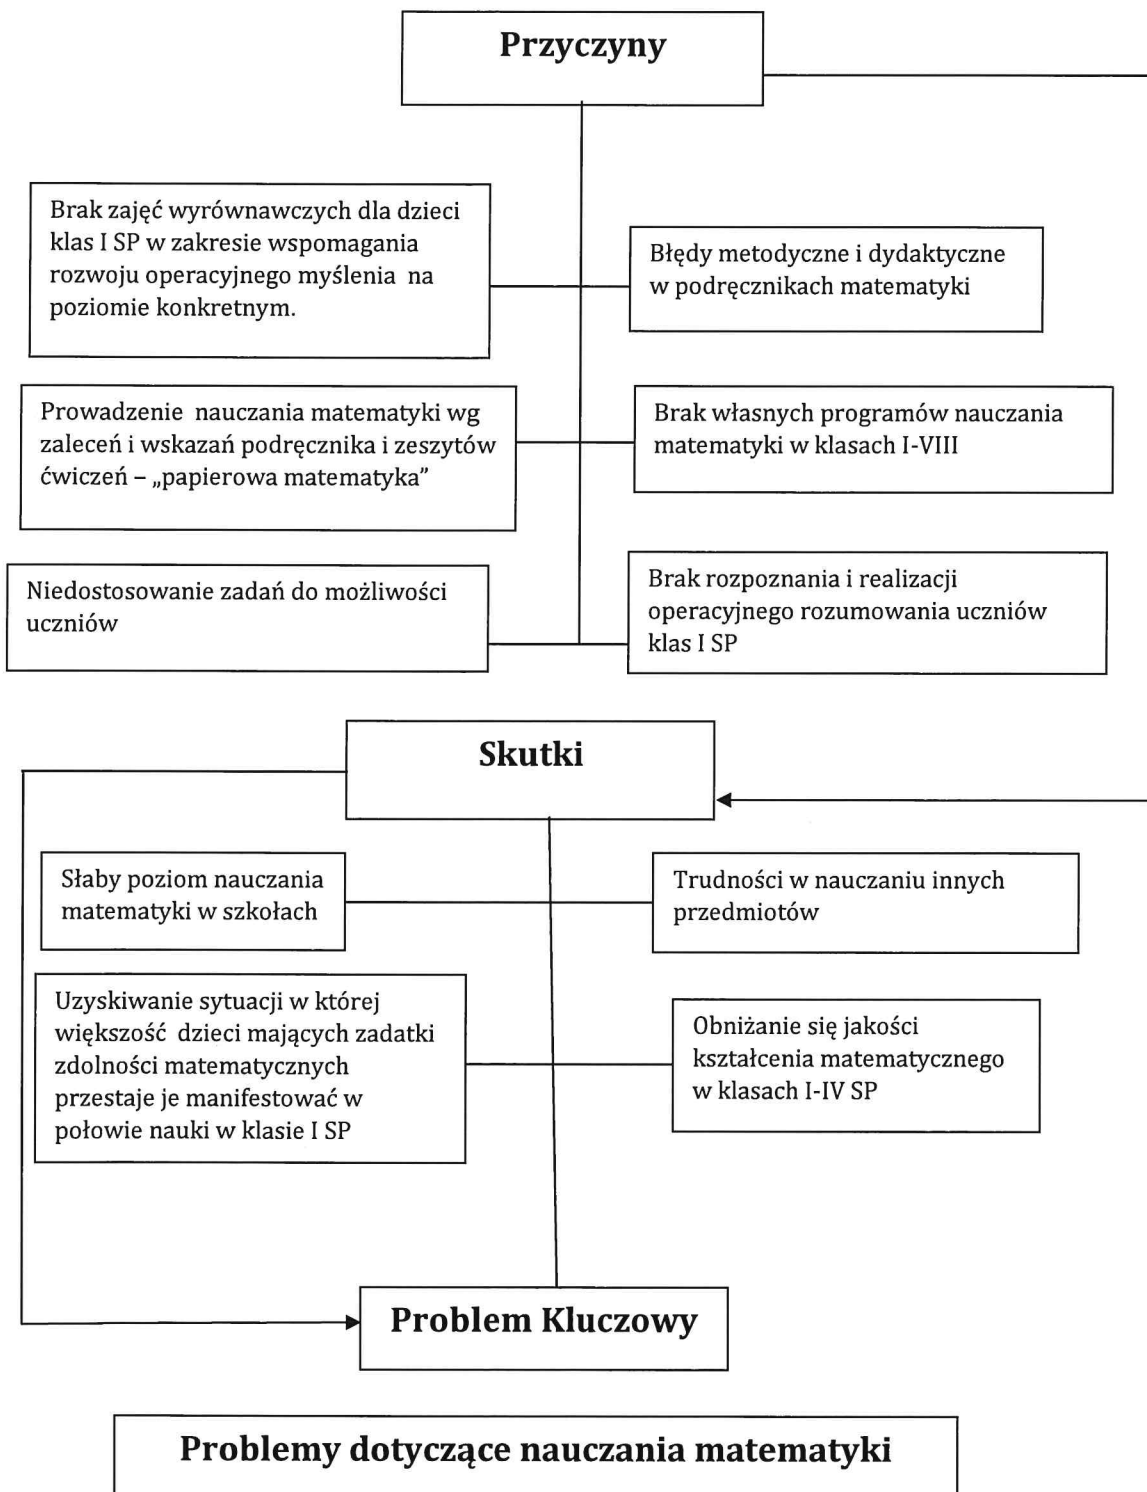 Przyczyny
Brak zajęć wyrównawczych dla dzieci
klas I SP w zakresie wspomagania
rozwoju operacyjnego myślenia na
poziomie konkretnym.
Błędy metodyczne i dydaktyczne
w podręcznikach matematyki
Prowadzenie nauczania matematyki wg
zaleceń i wskazań podręcznika i zeszytów
ćwiczeń – „papierowa matematyka”
Brak własnych programów nauczania
matematyki w klasach I-VIII
Niedostosowanie zadań do możliwości
uczniów
Brak rozpoznania i realizacji
operacyjnego rozumowania uczniów
klas I SP
Skutki
Słaby poziom nauczania
matematyki w szkołach
Trudności w nauczaniu innych
przedmiotów
Uzyskiwanie sytuacji w której
większość dzieci mających zadatki
zdolności matematycznych
przestaje je manifestować w
połowie nauki w klasie I SP
Obniżanie się jakości
kształcenia matematycznego
w klasach I-IV SP
Problem Kluczowy
Problemy dotyczące nauczania matematyki